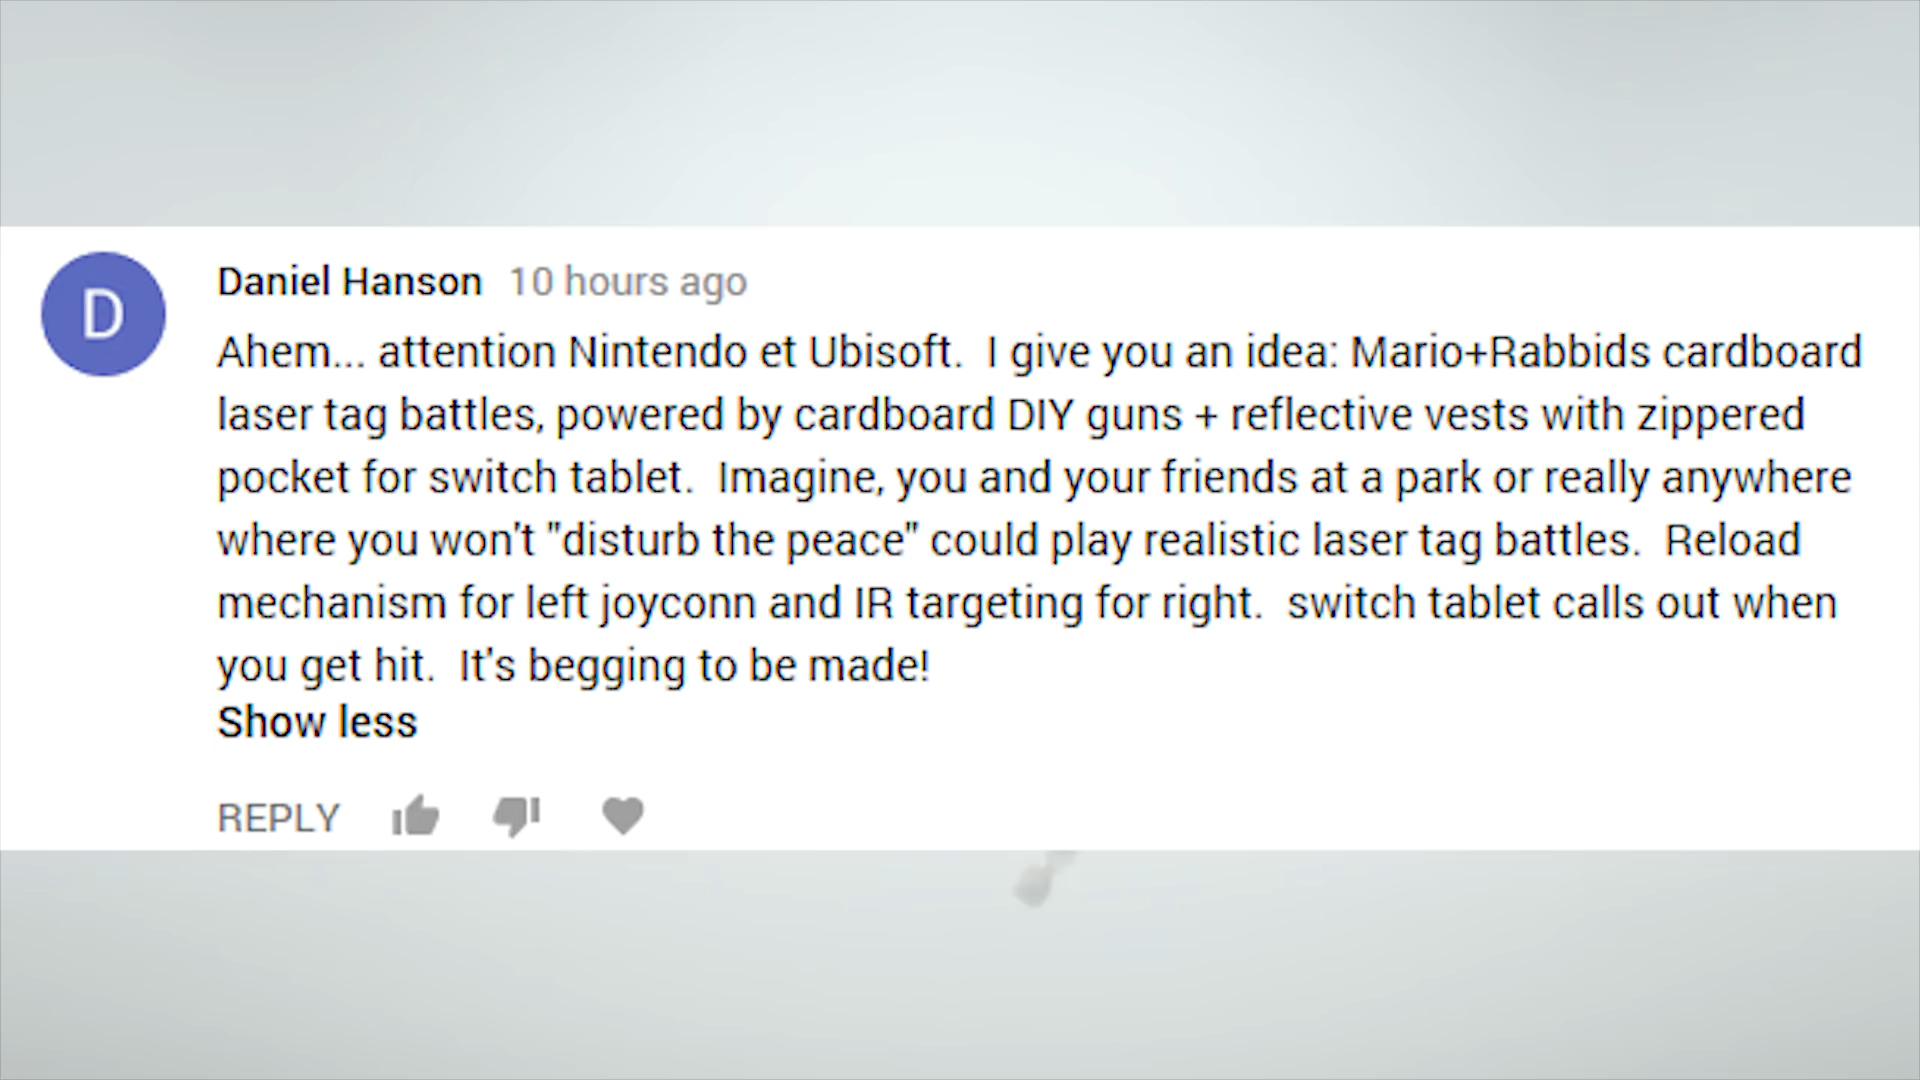 D
Daniel Hanson 10 hours ago
Ahem... attention Nintendo et Ubisoft.  I give you an idea: Mario+Rabbids cardboard
laser tag battles, powered by cardboard DIY guns + reflective vests with zippered
pocket for switch tablet.  Imagine, you and your friends at a park or really anywhere
where you won't "disturb the peace" could play realistic laser tag battles.  Reload
mechanism for left joyconn and IR targeting for right.  switch tablet calls out when
you get hit.  It's begging to be made!
Show less
REPLY